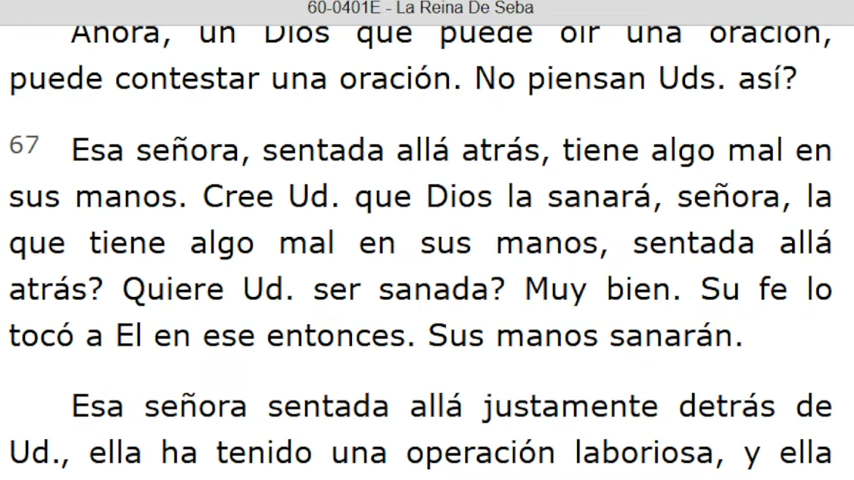 60-0401E - La Reina De Seba
Ahora, un Dios que puede oír una oración,
puede contestar una oración. No piensan Uds. así?
67 Esa señora, sentada allá atrás, tiene algo mal en
sus manos. Cree Ud. que Dios la sanará, señora, la
que tiene algo mal en sus manos, sentada allá
atrás? Quiere Ud. ser sanada? Muy bien. Su fe lo
tocó a El en ese entonces. Sus manos sanarán.
Esa señora sentada allá justamente detrás de
Ud., ella ha tenido una operación laboriosa, y ella